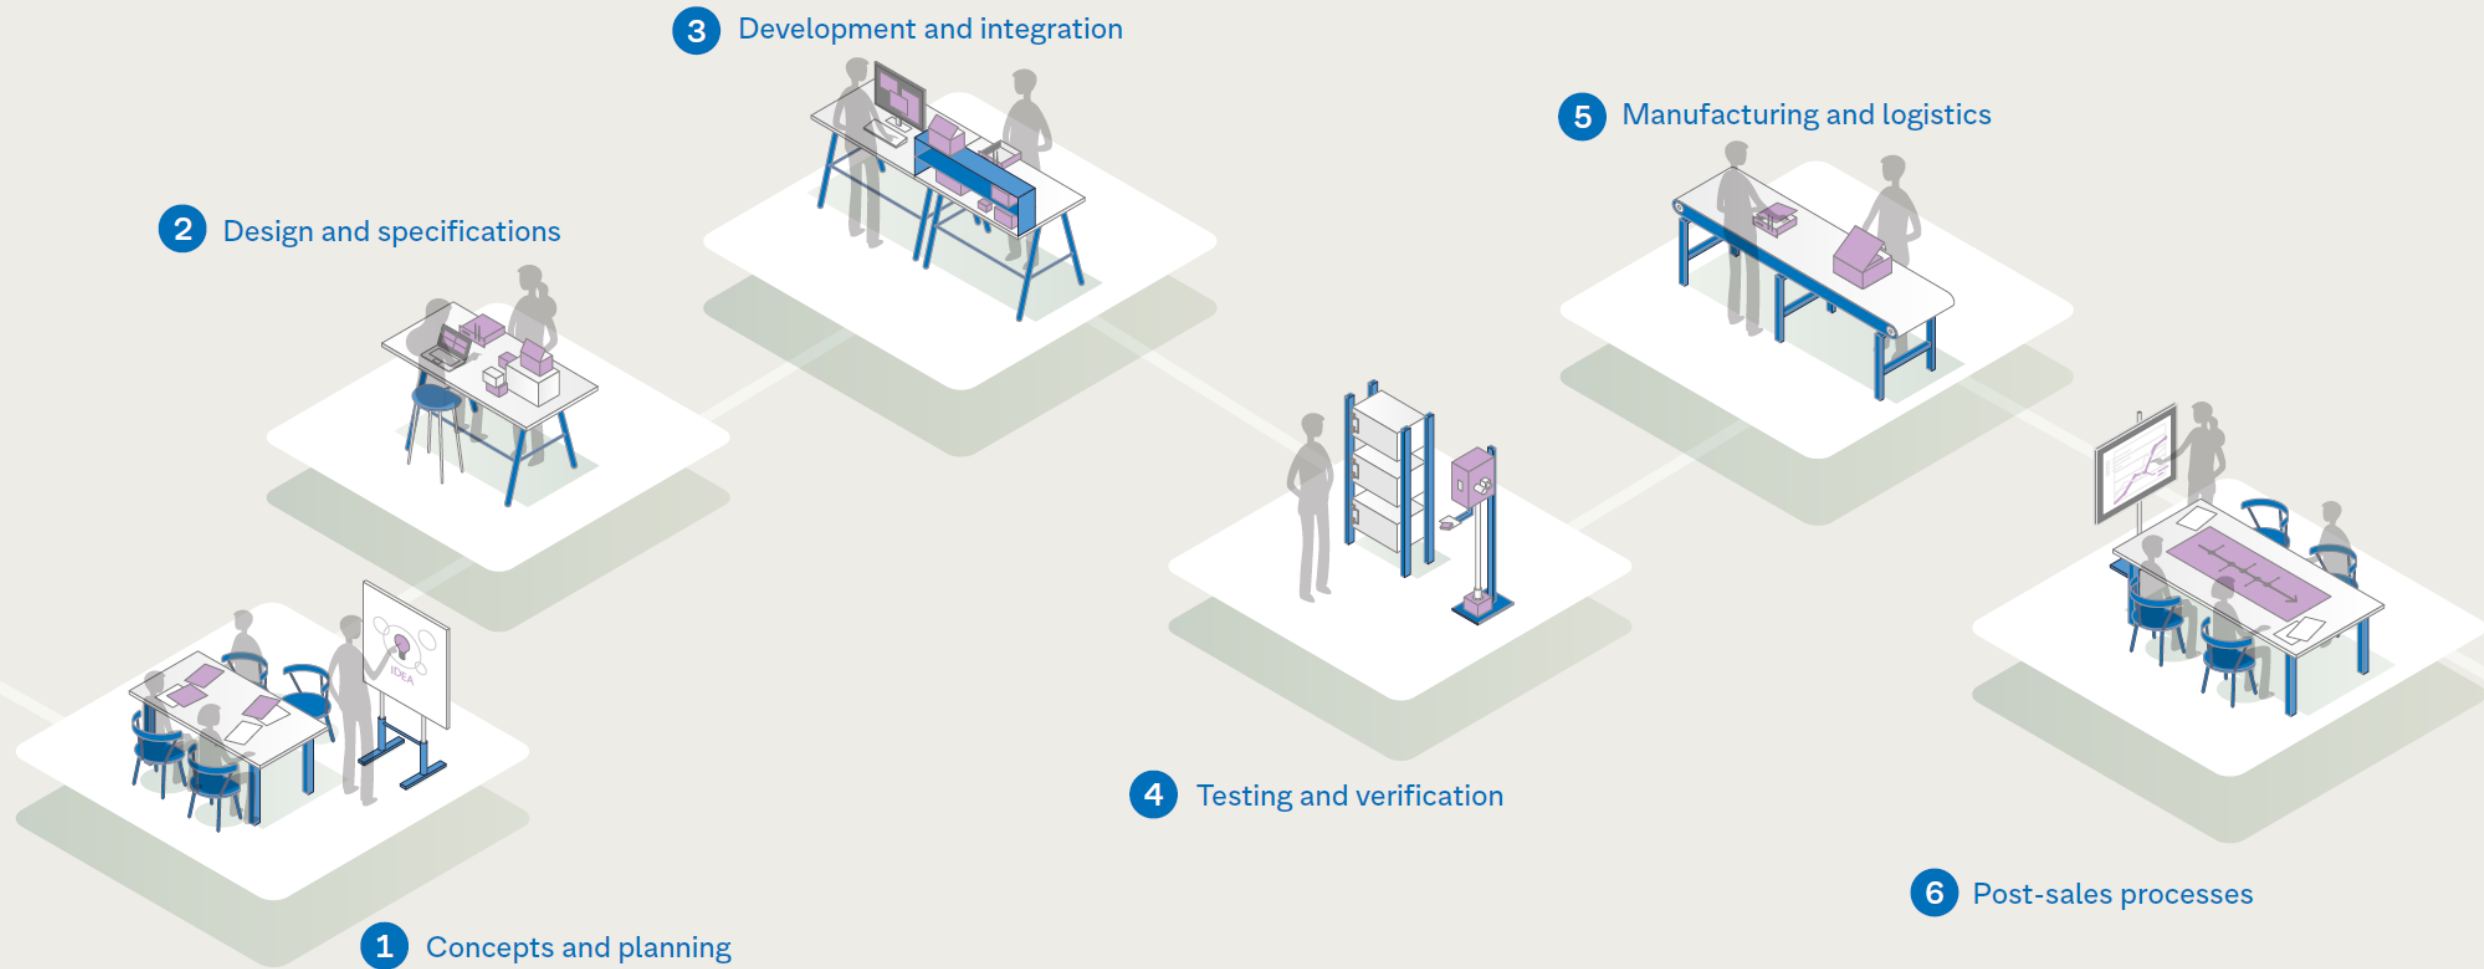 3 Development and integration
5 Manufacturing and logistics
2 Design and specifications
IDEA
4 Testing and verification
6 Post-sales processes
1 Concepts and planning